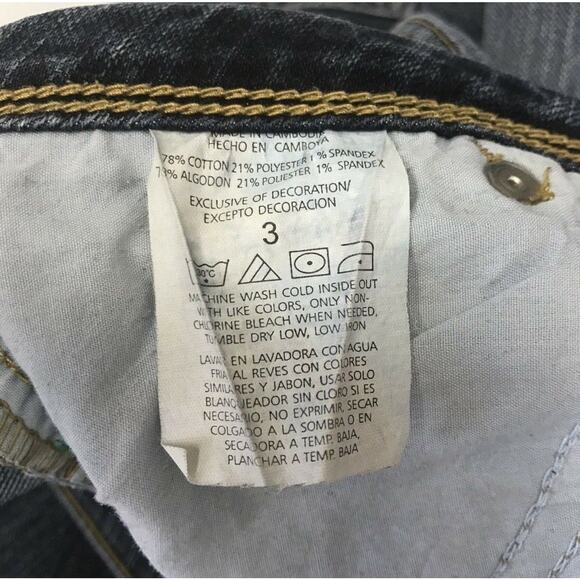 MADE IN CAMBODIA
HECHO EN CAMBOYA
78% COTTON 21% POLYESTER 1% SPANDEX
78% ALGODON 21% POLIESTER 1% SPANDEX
EXCLUSIVE OF DECORATION/
EXCEPTO DECORACION
3
30°C
MACHINE WASH COLD INSIDE OUT
WITH LIKE COLORS, ONLY NON-
CHLORINE BLEACH WHEN NEEDED,
TUMBLE DRY LOW, LOW IRON
LAVAR EN LAVADORA CON AGUA
FRIA AL REVES CON COLORES
SIMILARES Y JABON, USAR SOLO
BLANQUEADOR SIN CLORO SI ES
NECESARIO, NO EXPRIMIR, SECAR
COLGADO A LA SOMBRA O EN
SECADORA A TEMP. BAJA,
PLANCHAR A TEMP. BAJA